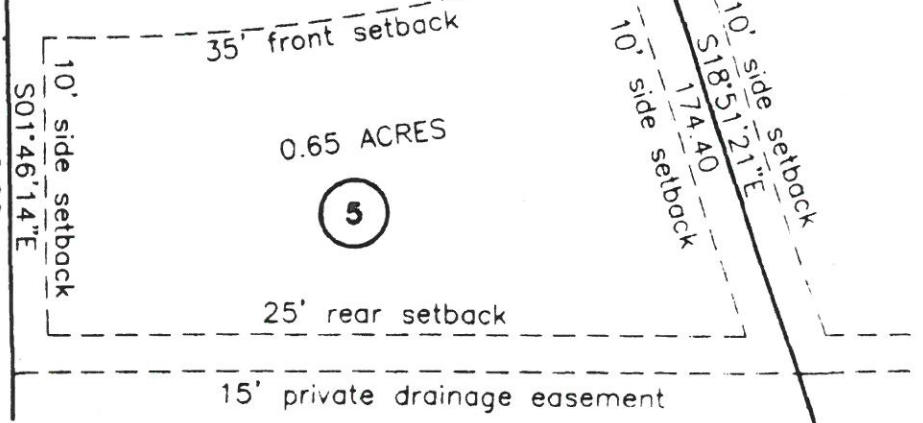 35' front setback
10' side setback
S01°46'14"E
0.65 ACRES
5
10' side setback
174.40
S18°51'21"E
10' side setback
25' rear setback
15' private drainage easement